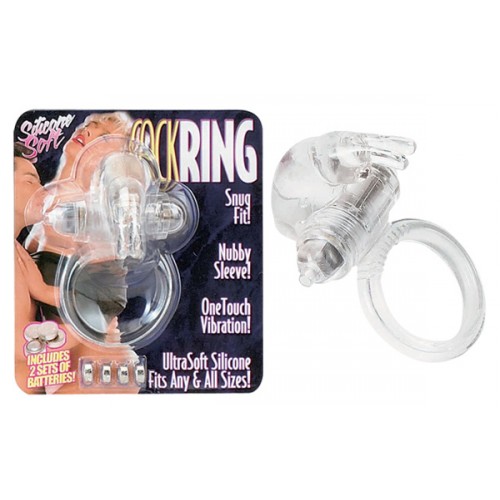 Silicone
Soft
COCKRING
Snug
Fit!
Nubby
Sleeve!
OneTouch
Vibration!
INCLUDES
2 SETS OF
BATTERIES!
UltraSoft Silicone
Fits Any & All Sizes!